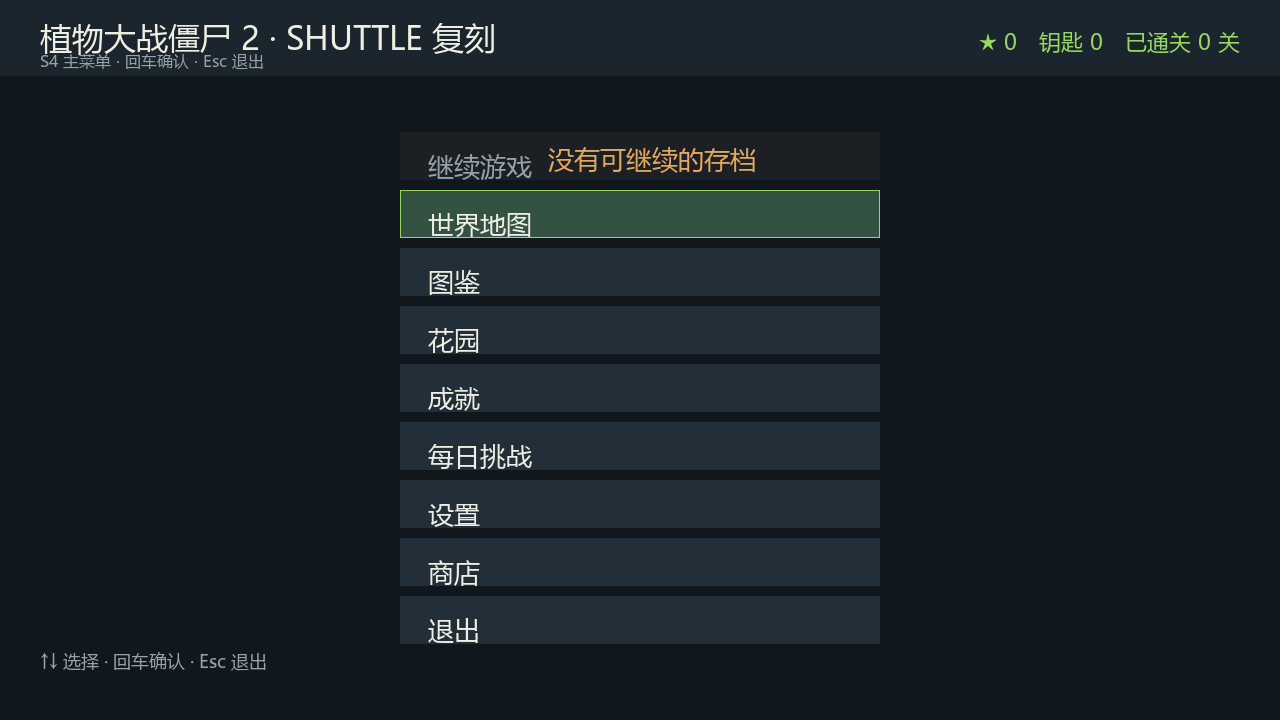 植物大战僵尸 2 · SHUTTLE 复刻
S4 主菜单 · 回车确认 · Esc 退出
★ 0 钥匙 0 已通关 0 关
继续游戏 没有可继续的存档
世界地图
图鉴
花园
成就
每日挑战
设置
商店
退出
↑↓ 选择 · 回车确认 · Esc 退出